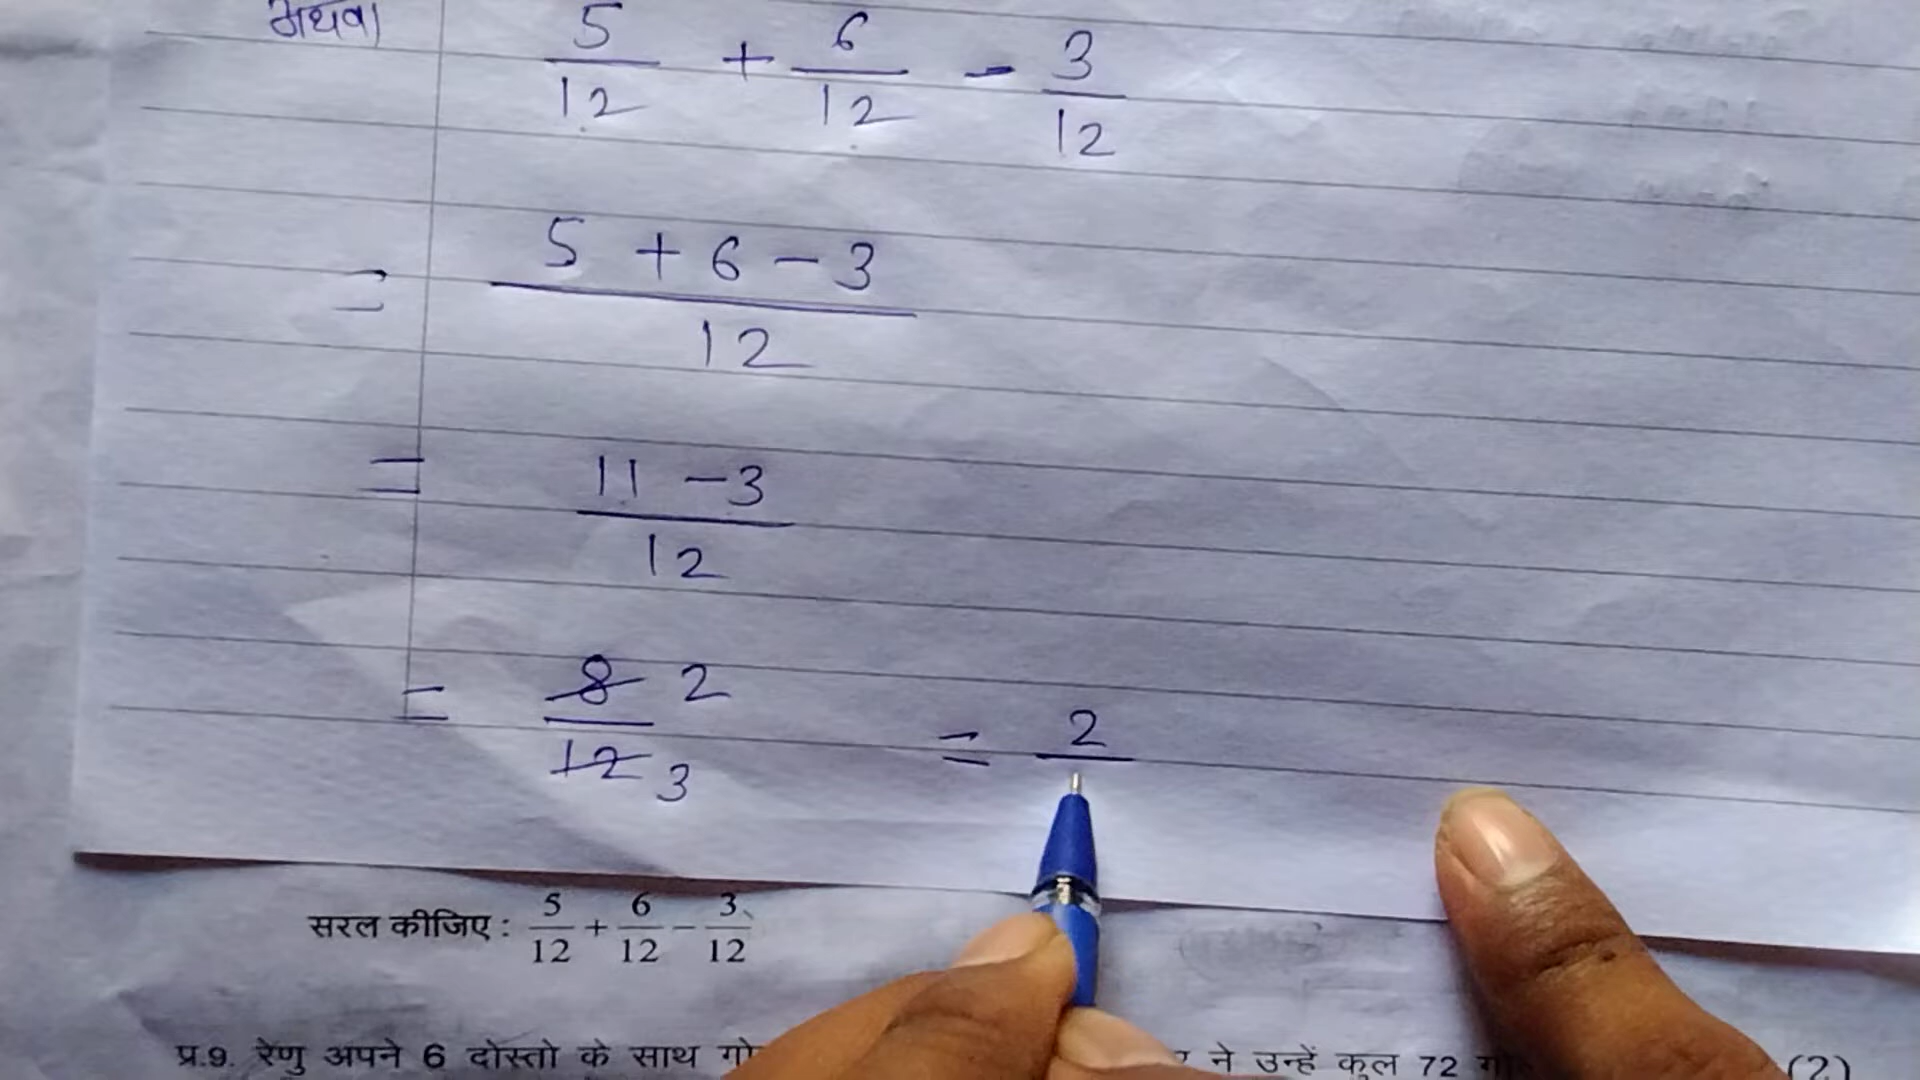 अथवा 5/12 + 6/12 - 3/12
= 5 + 6 - 3 / 12
= 11 - 3 / 12
= 8 2 / 12 3 = 2
सरल कीजिए : 5/12 + 6/12 - 3/12
प्र.9. रेणु अपने 6 दोस्तो के साथ ने उन्हें कुल 72 (2)